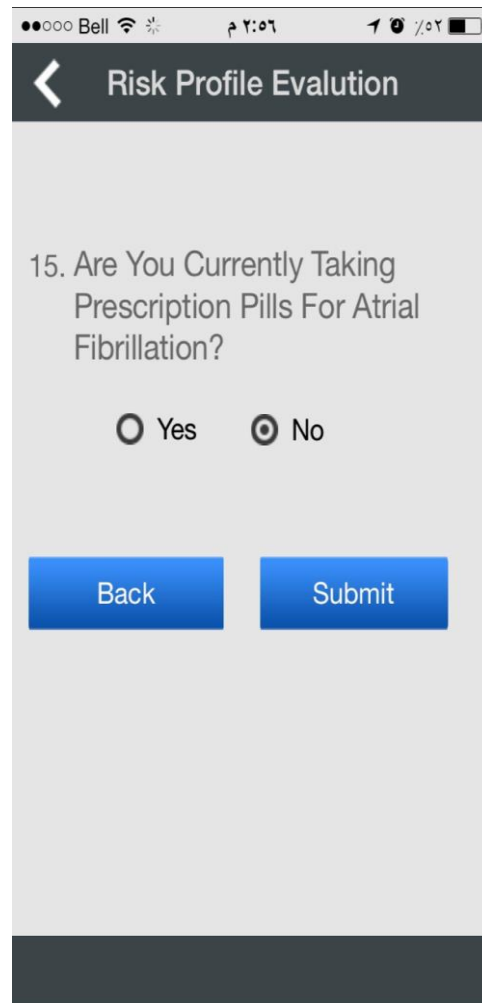 Bell م ٢:٥٦ ٪٥٢
Risk Profile Evalution
15. Are You Currently Taking
Prescription Pills For Atrial
Fibrillation?
Yes No
Back Submit